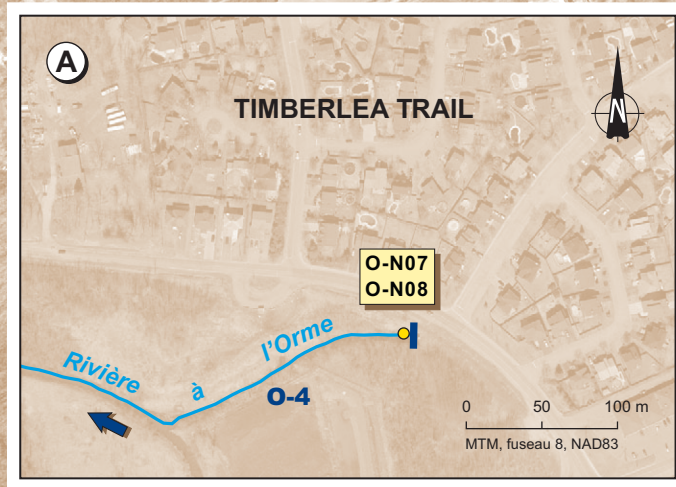 A
TIMBERLEA TRAIL
N
O-N07
O-N08
Rivière à l'Orme
O-4
0 50 100 m
MTM, fuseau 8, NAD83